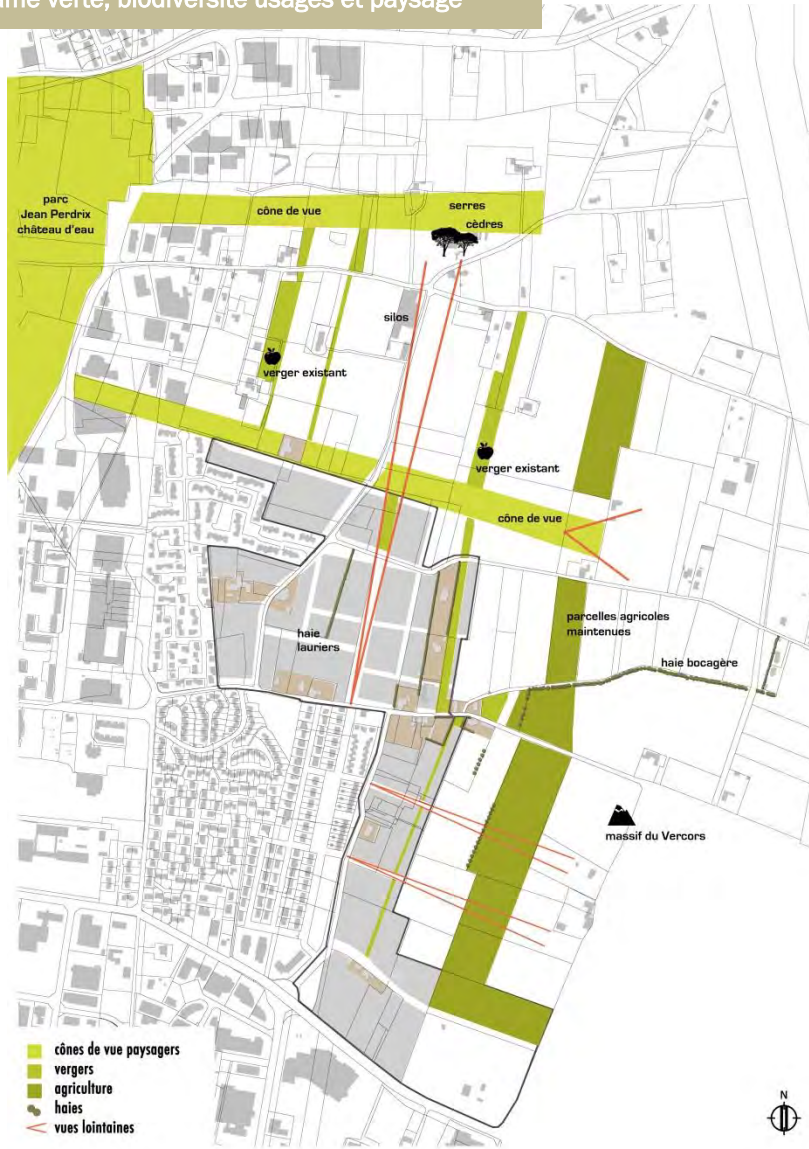 verte, biodiversité usages et paysage
parc
Jean Perdrix
château d'eau
cône de vue
serres
cèdres
silos
verger existant
verger existant
cône de vue
parcelles agricoles
maintenues
haie
lauriers
haie bocagère
massif du Vercors
cônes de vue paysagers
vergers
agriculture
haies
vues lointaines
N